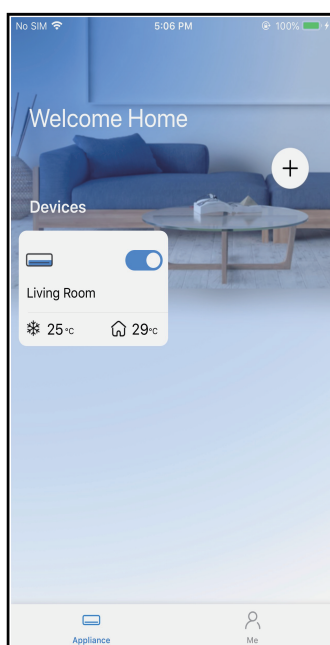 No SIM 5:06 PM 100%
Welcome Home
+
Devices
Living Room
25°C 29°C
Appliance Me